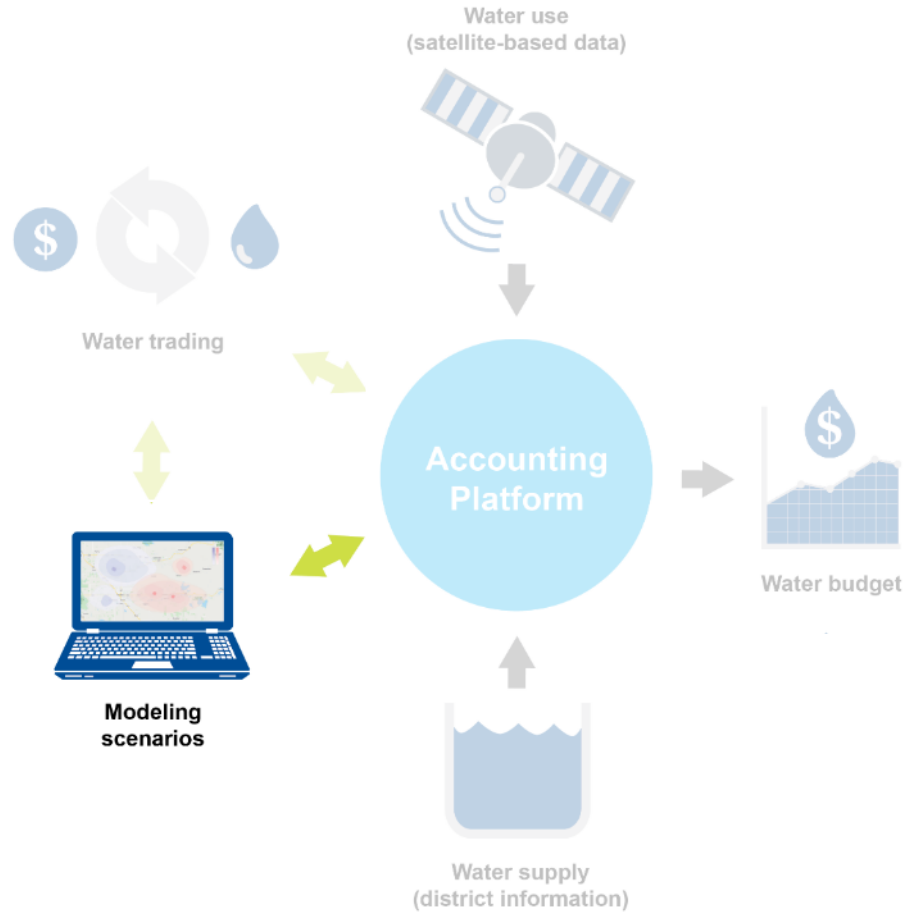 Water use
(satellite-based data)
$
Water trading
Accounting
Platform
$
Water budget
Modeling
scenarios
Water supply
(district information)